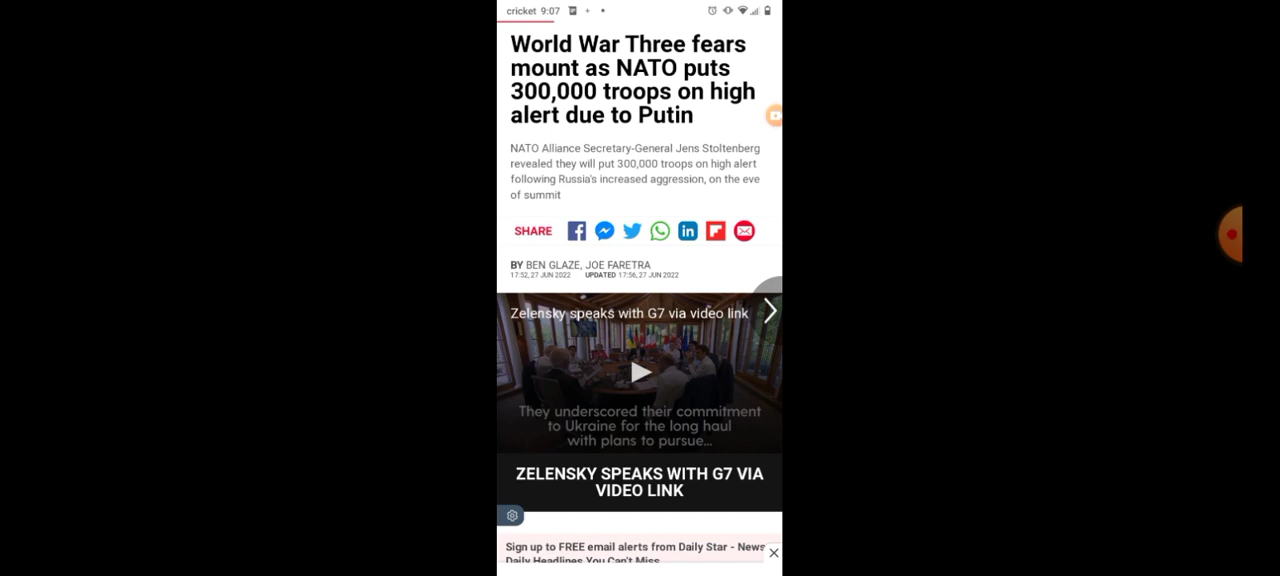 cricket 9:07
World War Three fears
mount as NATO puts
300,000 troops on high
alert due to Putin
NATO Alliance Secretary-General Jens Stoltenberg
revealed they will put 300,000 troops on high alert
following Russia's increased aggression, on the eve
of summit
SHARE
BY BEN GLAZE, JOE FARETRA
17:52, 27 JUN 2022 UPDATED 17:56, 27 JUN 2022
Zelensky speaks with G7 via video link
They underscored their commitment
to Ukraine for the long haul
with plans to pursue...
ZELENSKY SPEAKS WITH G7 VIA
VIDEO LINK
Sign up to FREE email alerts from Daily Star - News
Daily Headlines You Can't Miss